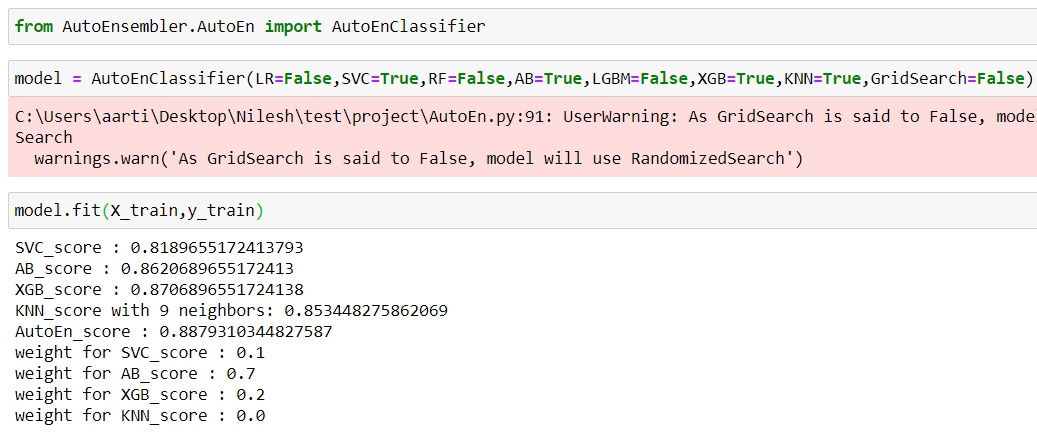 from AutoEnsembler.AutoEn import AutoEnClassifier
model = AutoEnClassifier(LR=False,SVC=True,RF=False,AB=True,LGBM=False,XGB=True,KNN=True,GridSearch=False)
C:\Users\aarti\Desktop\Nilesh\test\project\AutoEn.py:91: UserWarning: As GridSearch is said to False, mode
Search
  warnings.warn('As GridSearch is said to False, model will use RandomizedSearch')
model.fit(X_train,y_train)
SVC_score : 0.8189655172413793
AB_score : 0.8620689655172413
XGB_score : 0.8706896551724138
KNN_score with 9 neighbors: 0.853448275862069
AutoEn_score : 0.8879310344827587
weight for SVC_score : 0.1
weight for AB_score : 0.7
weight for XGB_score : 0.2
weight for KNN_score : 0.0